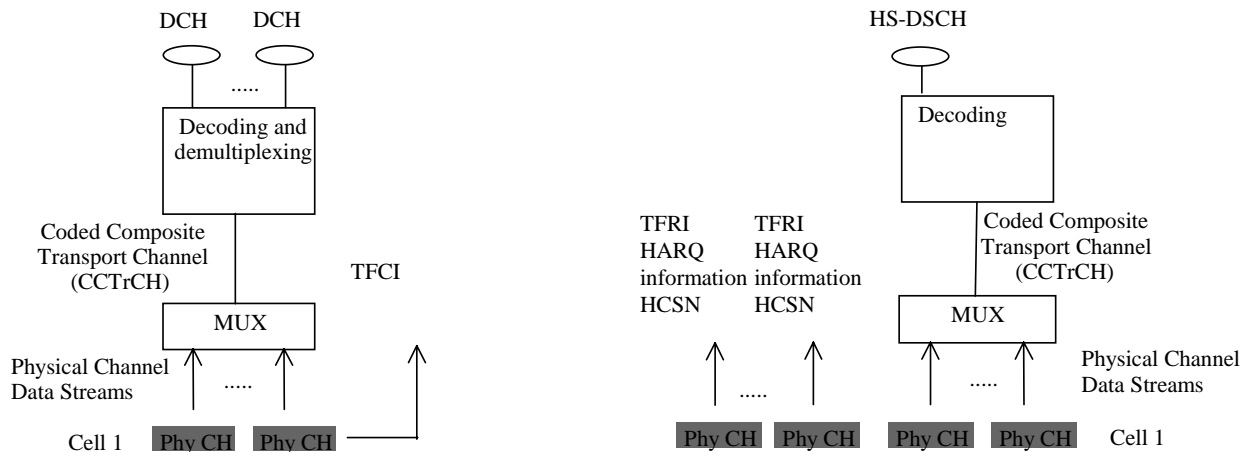 DCH DCH
.....
Decoding and
demultiplexing
Coded Composite
Transport Channel
(CCTrCH)
TFCI
MUX
Physical Channel
Data Streams
.....
Cell 1 Phy CH Phy CH
HS-DSCH
Decoding
TFRI
HARQ
information
HCSN
TFRI
HARQ
information
HCSN
Coded Composite
Transport Channel
(CCTrCH)
MUX
Physical Channel
Data Streams
.....
.....
Phy CH Phy CH Phy CH Phy CH Cell 1